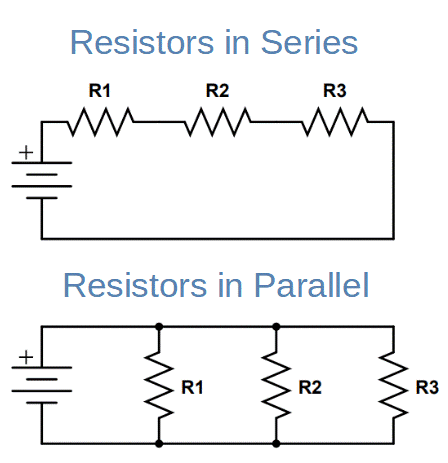 Resistors in Series
R1 R2 R3
+
Resistors in Parallel
+
R1 R2 R3